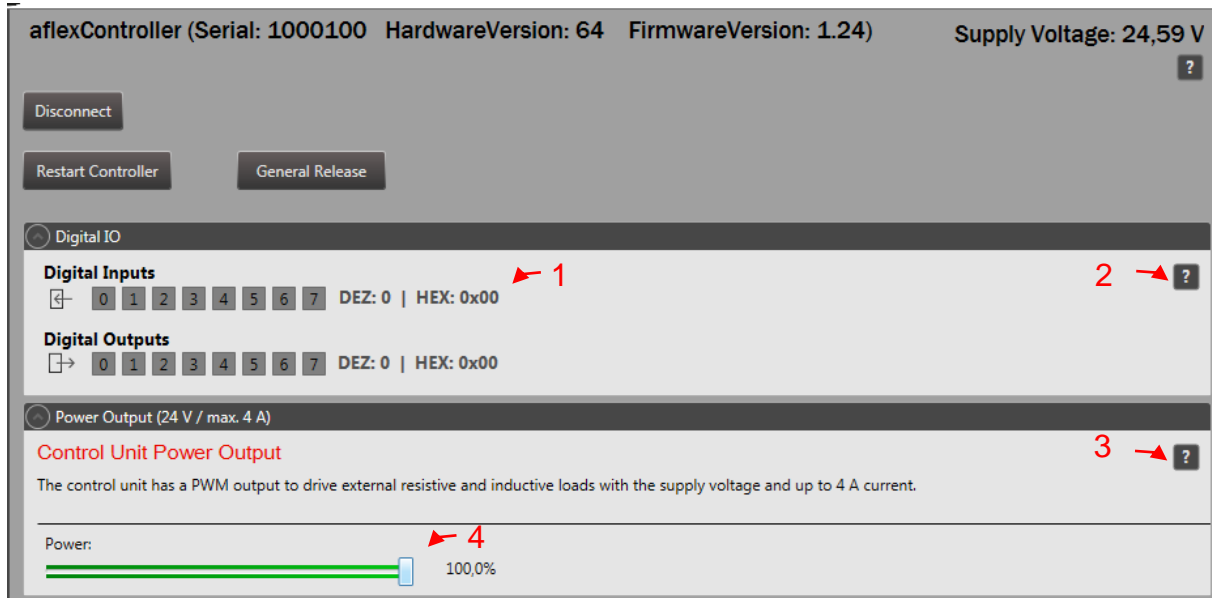 aflexController (Serial: 1000100 HardwareVersion: 64 FirmwareVersion: 1.24) Supply Voltage: 24,59 V
?
Disconnect
Restart Controller General Release
Digital IO
Digital Inputs 1 2 ?
0 1 2 3 4 5 6 7 DEZ: 0 | HEX: 0x00
Digital Outputs
0 1 2 3 4 5 6 7 DEZ: 0 | HEX: 0x00
Power Output (24 V / max. 4 A)
Control Unit Power Output 3 ?
The control unit has a PWM output to drive external resistive and inductive loads with the supply voltage and up to 4 A current.
Power: 4
100,0%